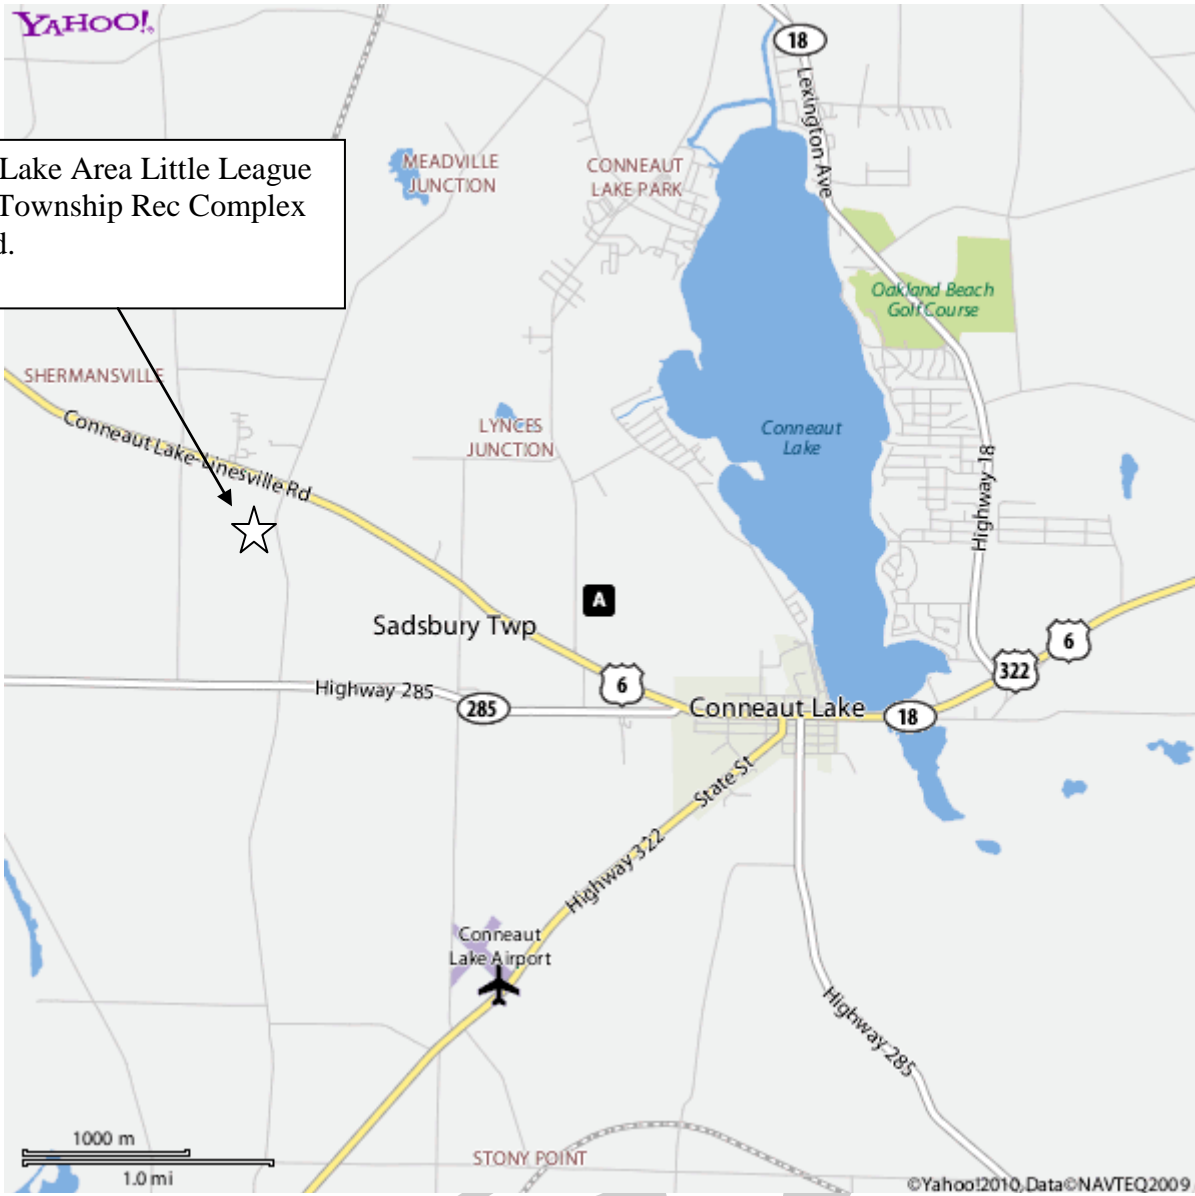 YAHOO!
18
Lexington Ave
Lake Area Little League
Township Rec Complex
MEADVILLE
JUNCTION
CONNEAUT
LAKE PARK
Oakland Beach
Golf Course
SHERMANSVILLE
Conneaut Lake-Linesville Rd
LYNCES
JUNCTION
Conneaut
Lake
Highway 18
A
Sadsbury Twp
6
322
6
Highway 285
285
Conneaut Lake
18
State St
Highway 322
Conneaut
Lake Airport
Highway 285
1000 m
1.0 mi
STONY POINT
©Yahoo!2010,Data©NAVTEQ2009